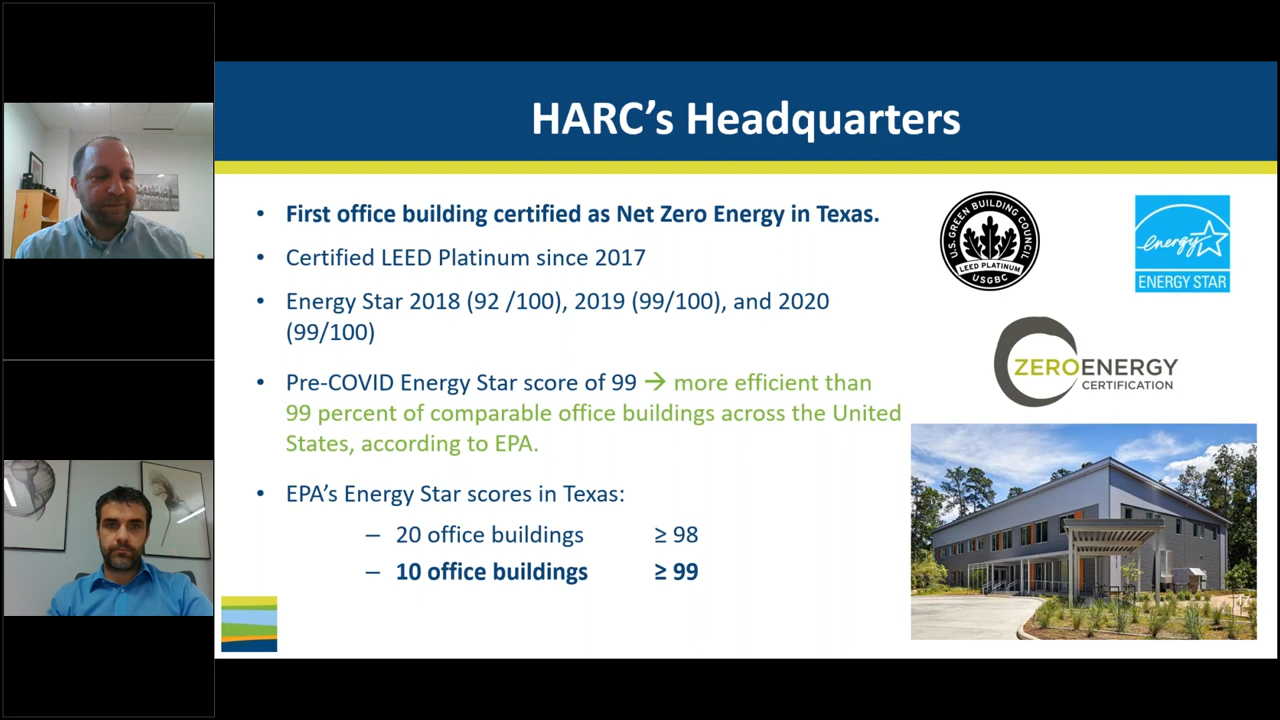 HARC's Headquarters
• First office building certified as Net Zero Energy in Texas.
• Certified LEED Platinum since 2017
• Energy Star 2018 (92 /100), 2019 (99/100), and 2020
(99/100)
• Pre-COVID Energy Star score of 99 → more efficient than
99 percent of comparable office buildings across the United
States, according to EPA.
• EPA's Energy Star scores in Texas:
– 20 office buildings ≥ 98
– 10 office buildings ≥ 99
U.S. GREEN BUILDING COUNCIL
LEED PLATINUM
USGBC
energy
ENERGY STAR
ZEROENERGY
CERTIFICATION
17